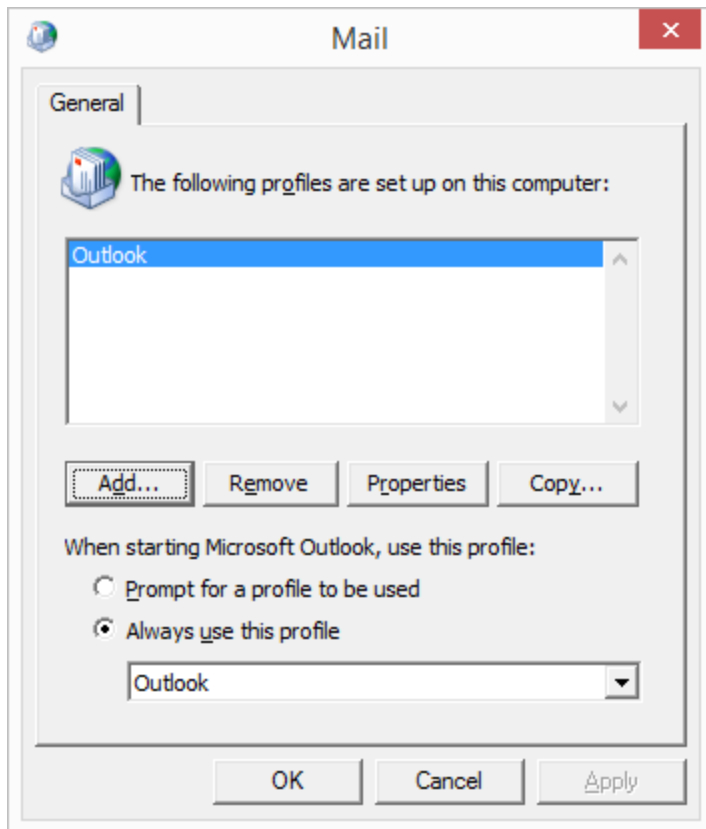 Mail
General
The following profiles are set up on this computer:
Outlook
Add... Remove Properties Copy...
When starting Microsoft Outlook, use this profile:
Prompt for a profile to be used
Always use this profile
Outlook
OK Cancel Apply